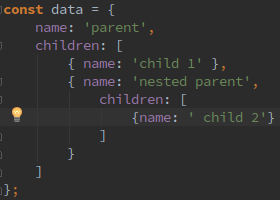 const data = {
    name: 'parent',
    children: [
        { name: 'child 1' },
        { name: 'nested parent',
            children: [
                {name: ' child 2'}
            ]
        }
    ]
};